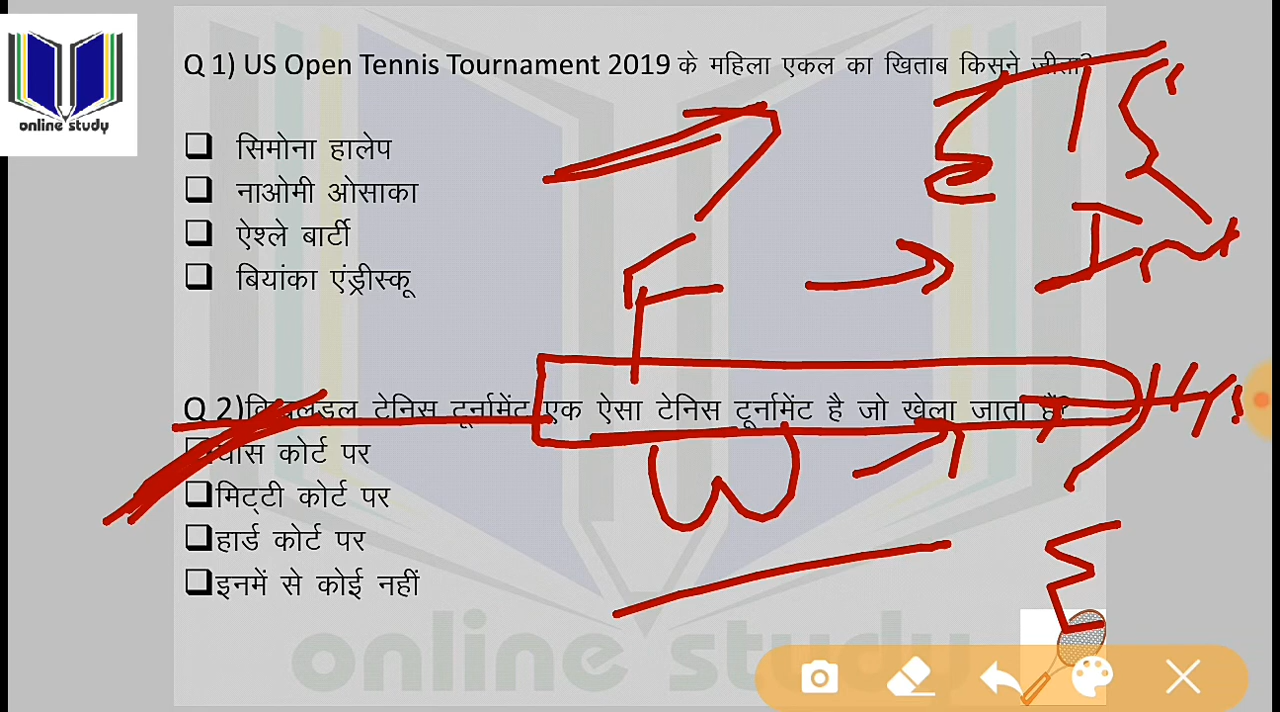 online study
Q 1) US Open Tennis Tournament 2019 के महिला एकल का खिताब किसने जीता?
सिमोना हालेप
नाओमी ओसाका
ऐश्ले बार्टी
बियांका एंड्रीस्कू
Q 2)विम्बलडल टेनिस टूर्नामेंट एक ऐसा टेनिस टूर्नामेंट है जो खेला जाता है?
घास कोर्ट पर
मिट्टी कोर्ट पर
हार्ड कोर्ट पर
इनमें से कोई नहीं
online study